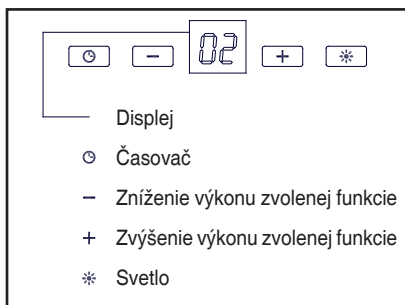 − 02 +
Displej
Časovač
− Zníženie výkonu zvolenej funkcie
+ Zvýšenie výkonu zvolenej funkcie
Svetlo